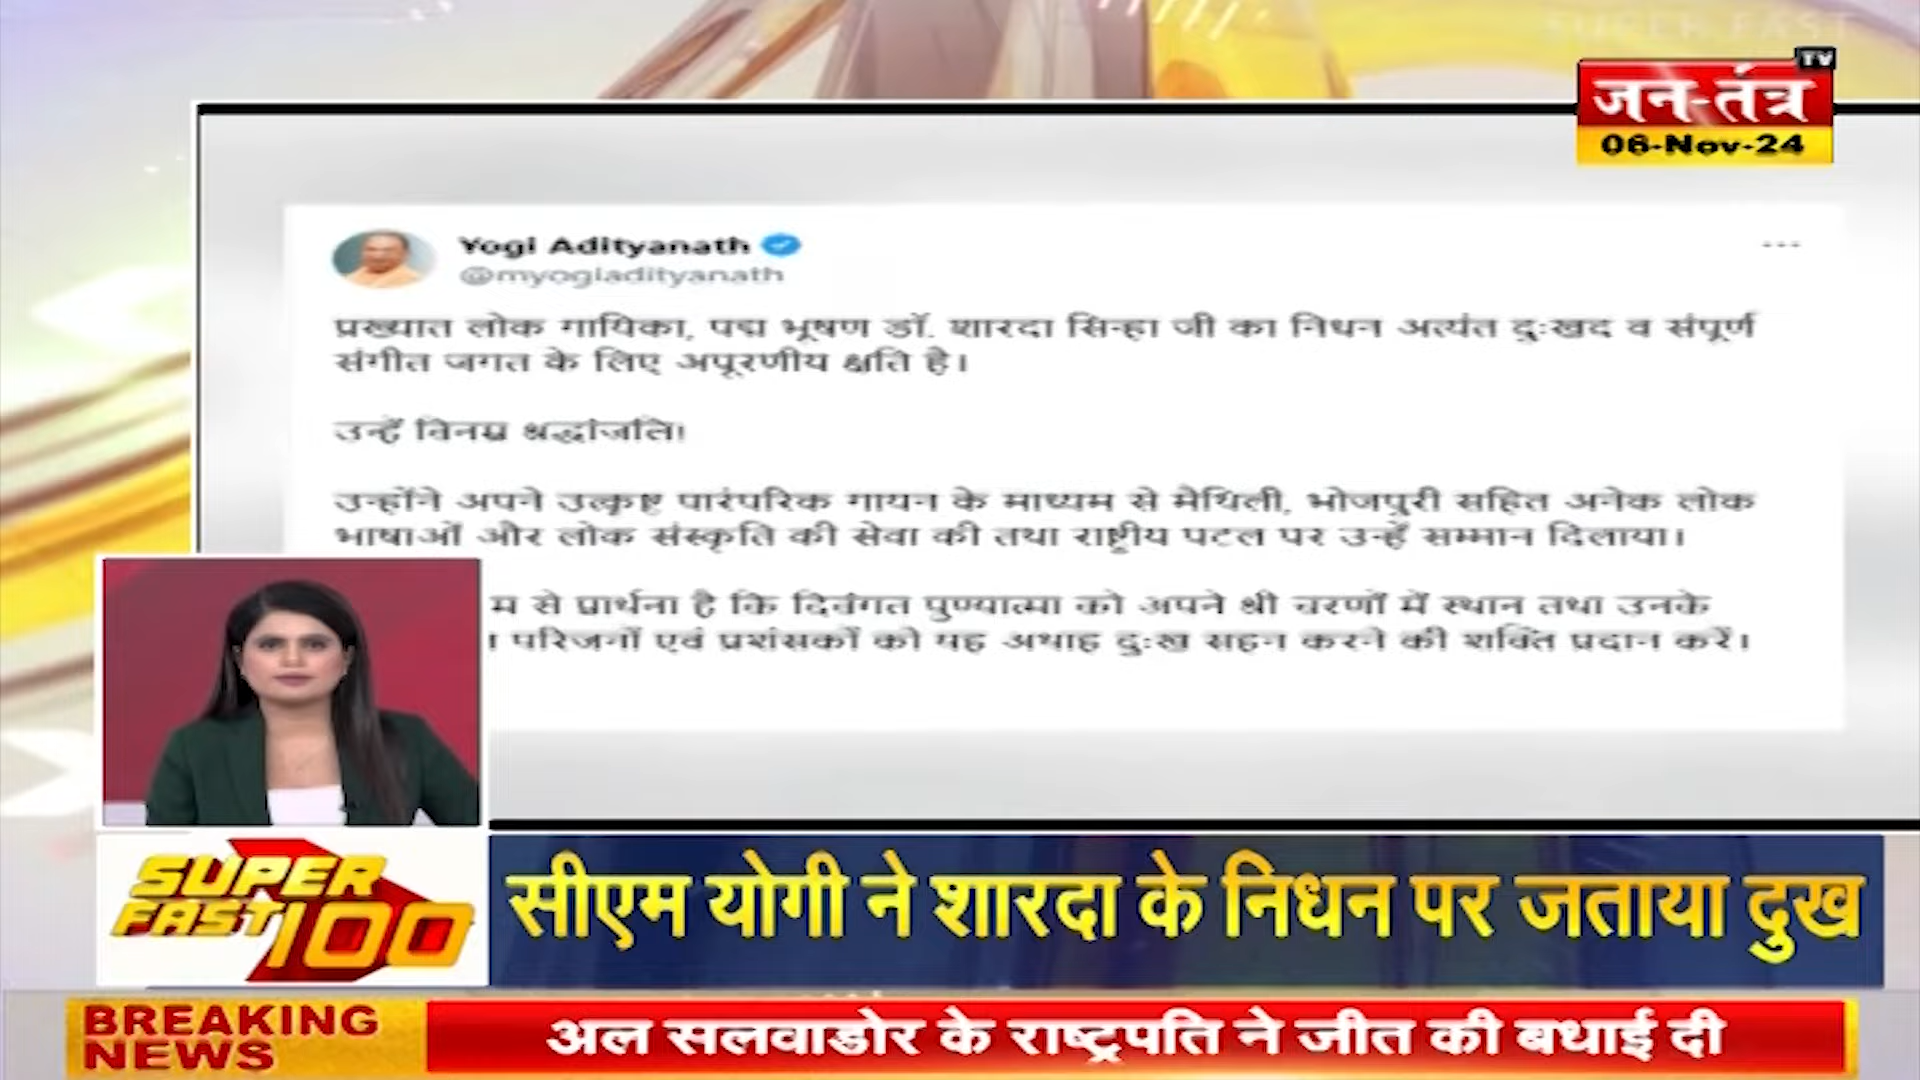 SUPER FAST
TV
जन-तंत्र
06-Nov-24
Yogi Adityanath
@myogiadityanath
प्रख्यात लोक गायिका, पद्म भूषण डॉ. शारदा सिन्हा जी का निधन अत्यंत दुःखद व संपूर्ण
संगीत जगत के लिए अपूरणीय क्षति है।
उन्हें विनम्र श्रद्धांजलि!
उन्होंने अपने उत्कृष्ट पारंपरिक गायन के माध्यम से मैथिली, भोजपुरी सहित अनेक लोक
भाषाओं और लोक संस्कृति की सेवा की तथा राष्ट्रीय पटल पर उन्हें सम्मान दिलाया।
म से प्रार्थना है कि दिवंगत पुण्यात्मा को अपने श्री चरणों में स्थान तथा उनके
परिजनों एवं प्रशंसकों को यह अथाह दुःख सहन करने की शक्ति प्रदान करें।
SUPER
FAST 100
सीएम योगी ने शारदा के निधन पर जताया दुख
BREAKING
NEWS
अल सलवाडोर के राष्ट्रपति ने जीत की बधाई दी